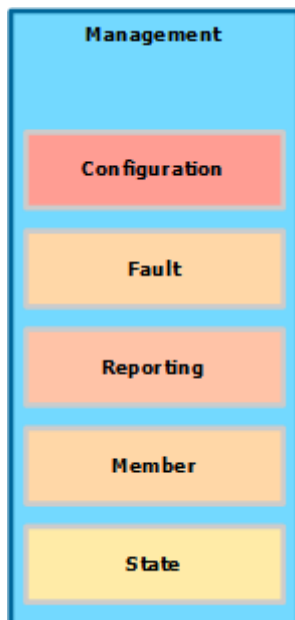 Management
Configuration
Fault
Reporting
Member
State